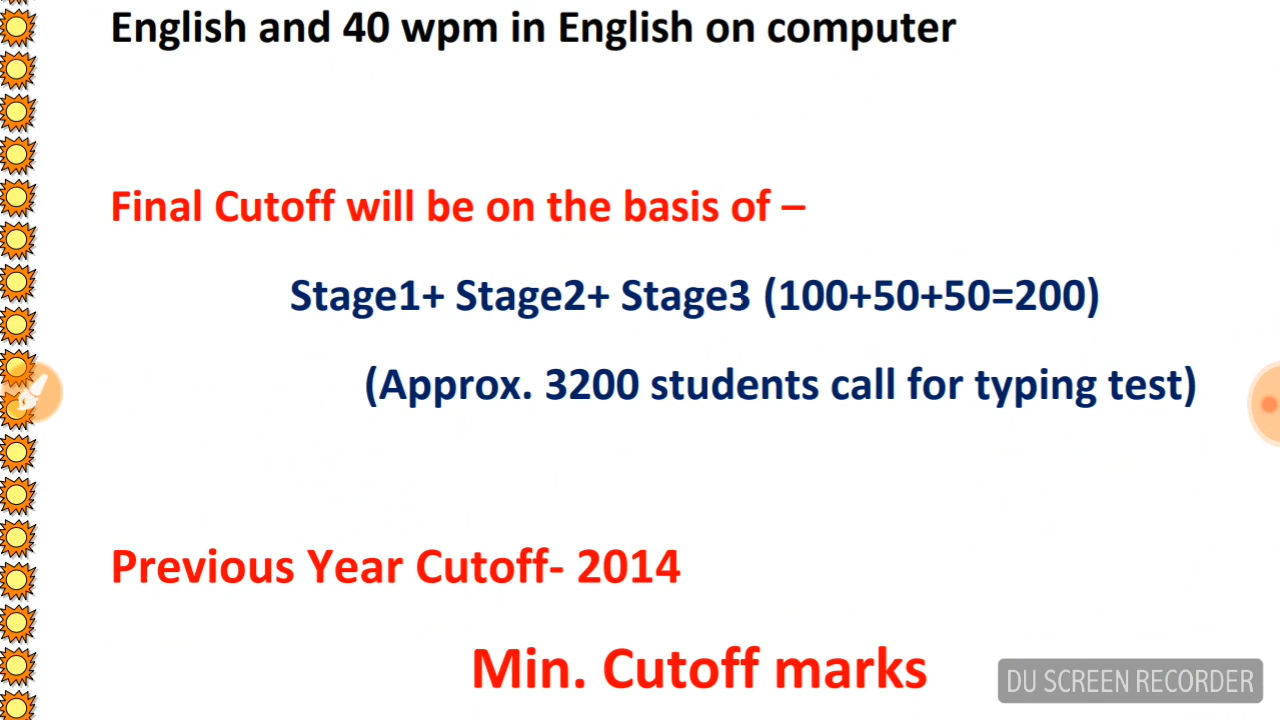 English and 40 wpm in English on computer
Final Cutoff will be on the basis of –
Stage1+ Stage2+ Stage3 (100+50+50=200)
(Approx. 3200 students call for typing test)
Previous Year Cutoff- 2014
Min. Cutoff marks
DU SCREEN RECORDER